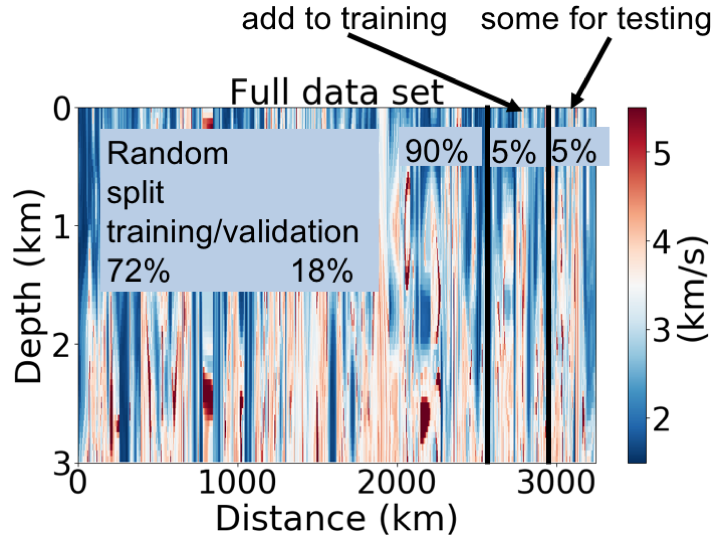 add to training some for testing
Full data set
Random
split
training/validation
72% 18%
90% 5% 5%
0
1
2
3
Depth (km)
0 1000 2000 3000
Distance (km)
5
4
3
2
(km/s)